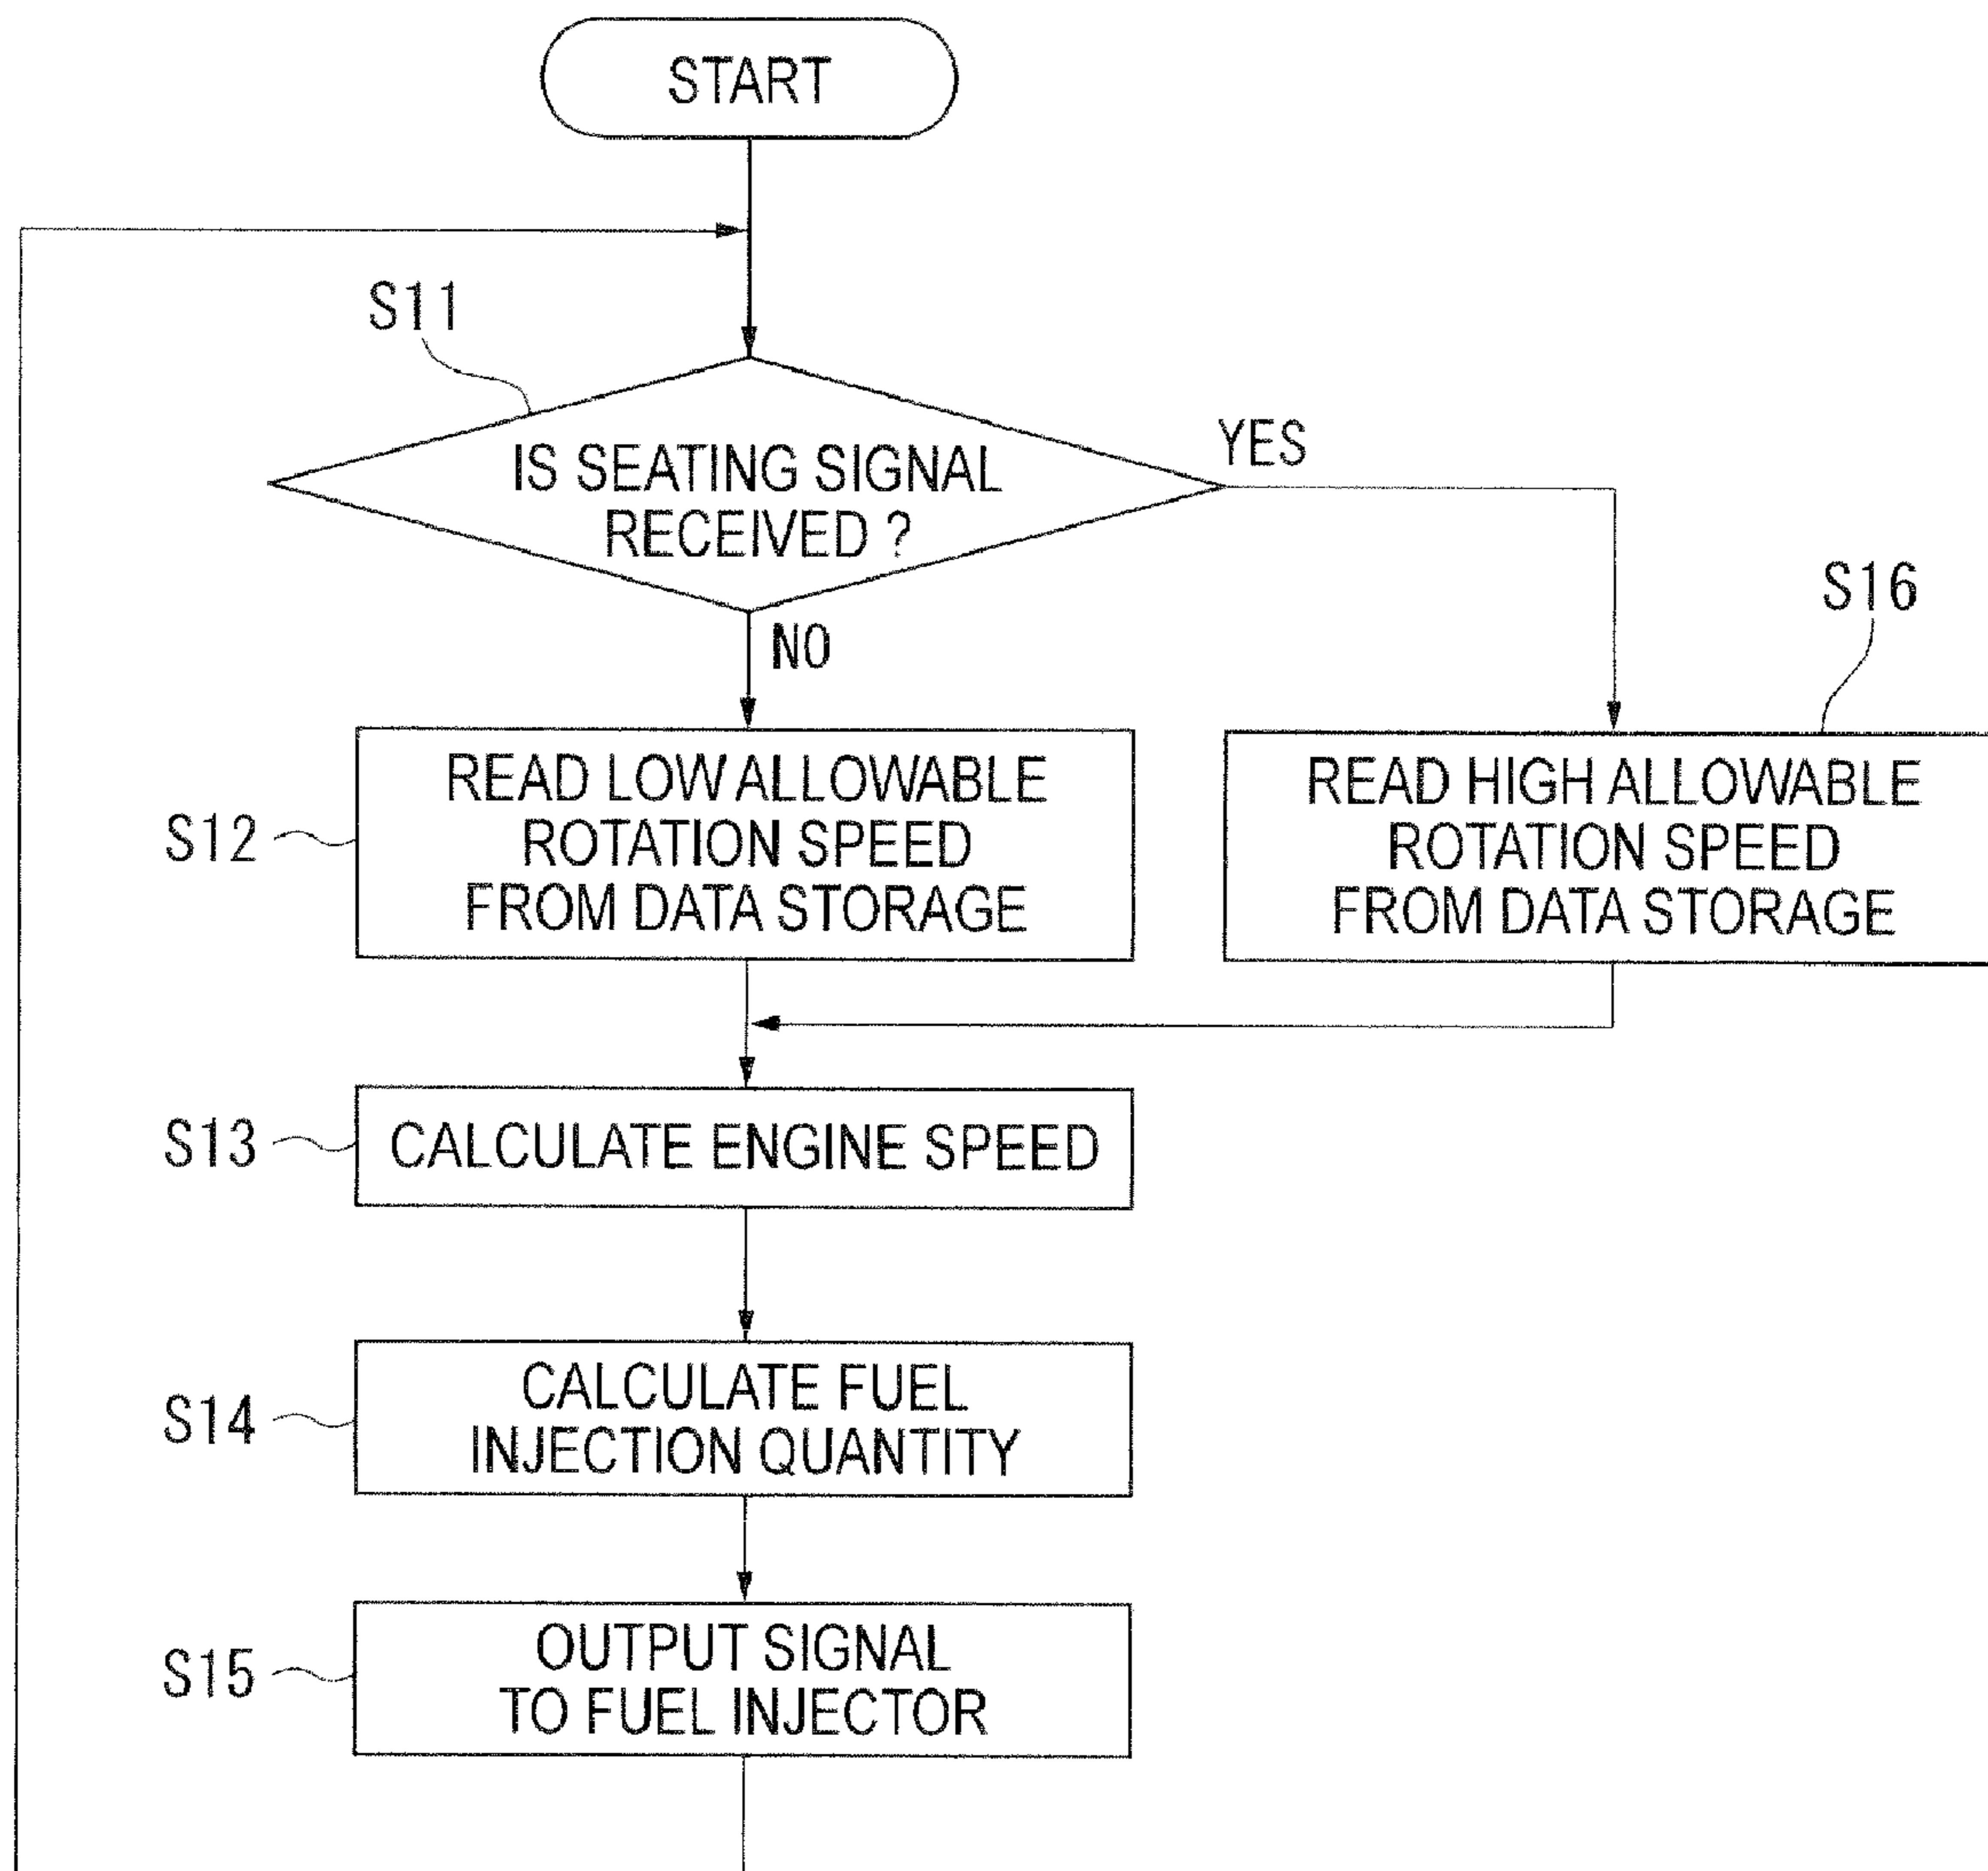 START
S11
IS SEATING SIGNAL
RECEIVED ?
YES
NO
S16
S12
READ LOW ALLOWABLE
ROTATION SPEED
FROM DATA STORAGE
READ HIGH ALLOWABLE
ROTATION SPEED
FROM DATA STORAGE
S13
CALCULATE ENGINE SPEED
S14
CALCULATE FUEL
INJECTION QUANTITY
S15
OUTPUT SIGNAL
TO FUEL INJECTOR